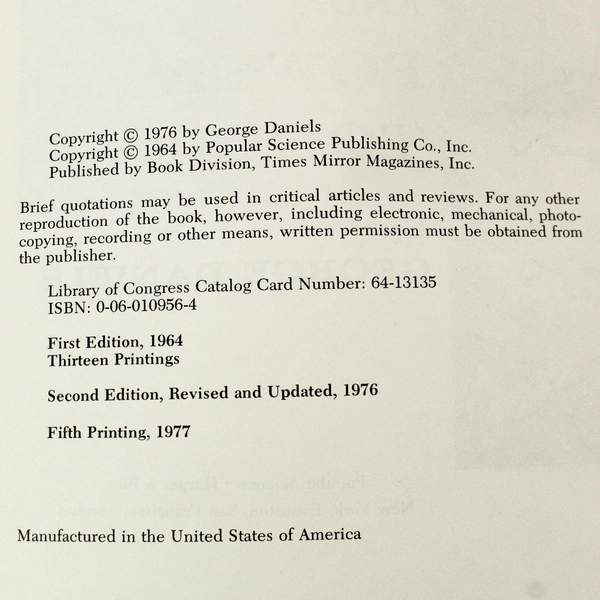 Copyright © 1976 by George Daniels
Copyright © 1964 by Popular Science Publishing Co., Inc.
Published by Book Division, Times Mirror Magazines, Inc.
Brief quotations may be used in critical articles and reviews. For any other
reproduction of the book, however, including electronic, mechanical, photo-
copying, recording or other means, written permission must be obtained from
the publisher.
Library of Congress Catalog Card Number: 64-13135
ISBN: 0-06-010956-4
First Edition, 1964
Thirteen Printings
Second Edition, Revised and Updated, 1976
Fifth Printing, 1977
Manufactured in the United States of America